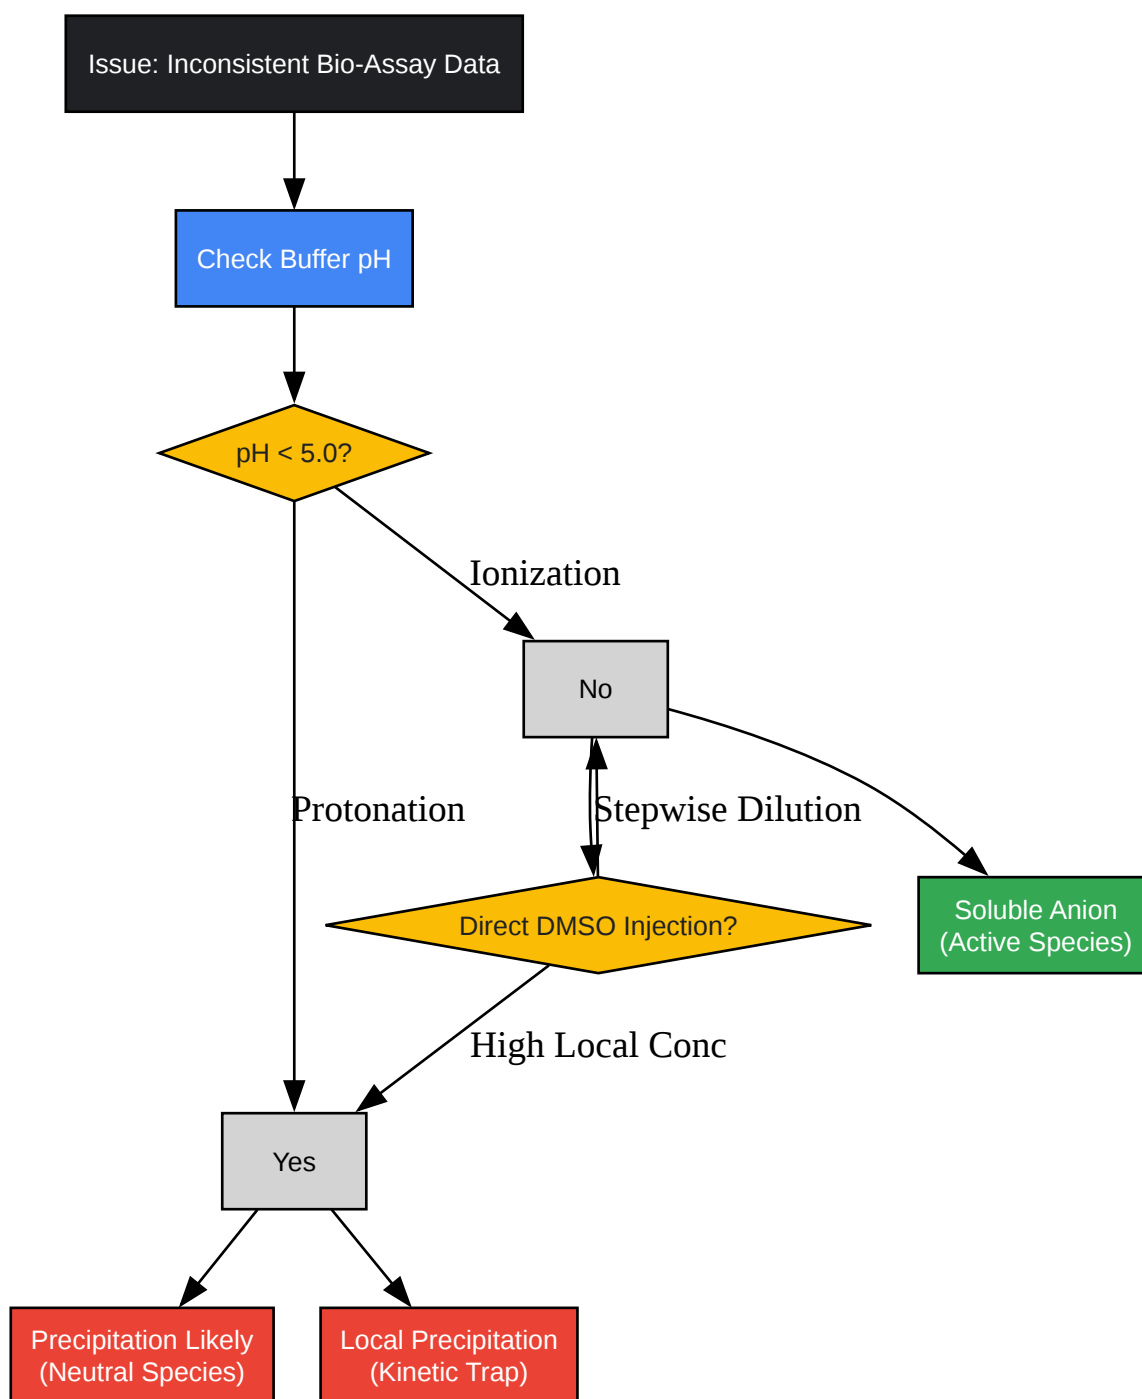 Issue: Inconsistent Bio-Assay Data
Check Buffer pH
pH < 5.0?
Ionization
No
Protonation
Stepwise Dilution
Direct DMSO Injection?
Soluble Anion
(Active Species)
High Local Conc
Yes
Precipitation Likely
(Neutral Species)
Local Precipitation
(Kinetic Trap)